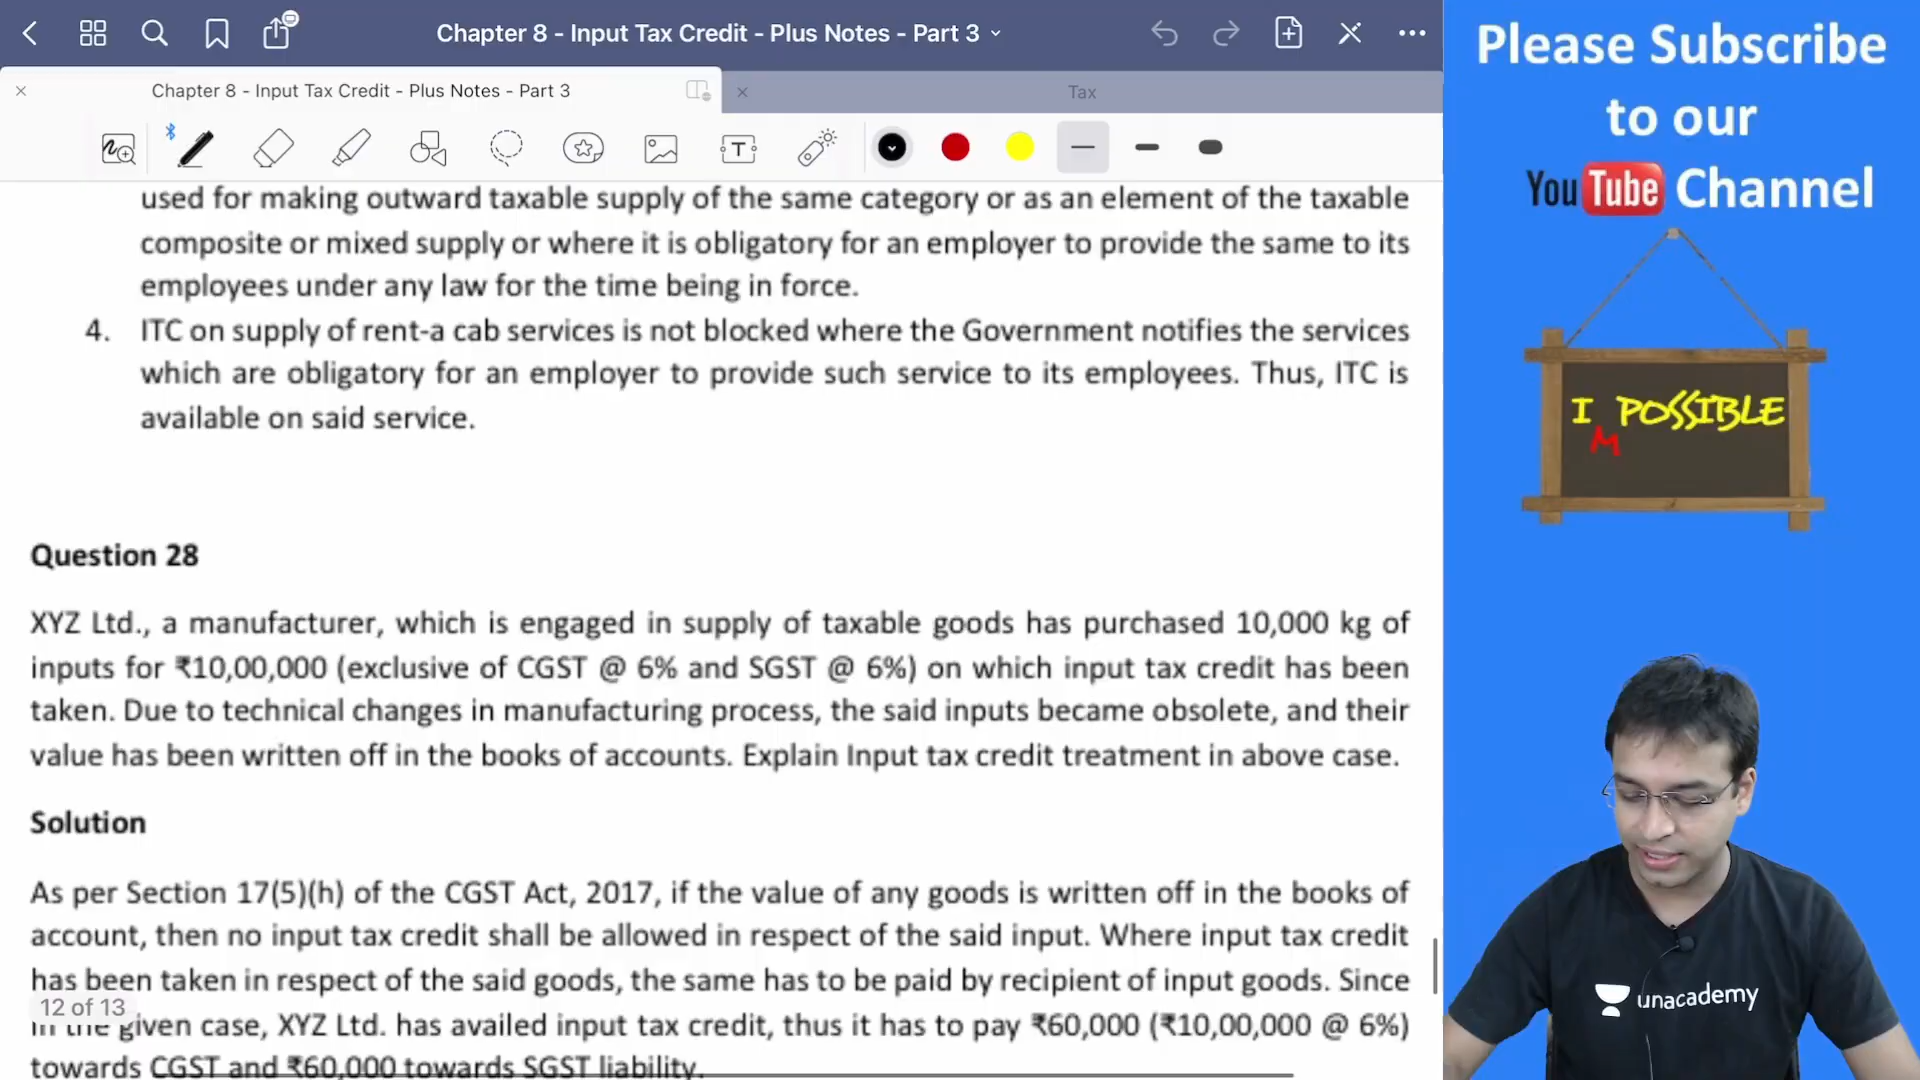 Chapter 8 - Input Tax Credit - Plus Notes - Part 3
Chapter 8 - Input Tax Credit - Plus Notes - Part 3
Tax
used for making outward taxable supply of the same category or as an element of the taxable
composite or mixed supply or where it is obligatory for an employer to provide the same to its
employees under any law for the time being in force.
4. ITC on supply of rent-a cab services is not blocked where the Government notifies the services
which are obligatory for an employer to provide such service to its employees. Thus, ITC is
available on said service.
Question 28
XYZ Ltd., a manufacturer, which is engaged in supply of taxable goods has purchased 10,000 kg of
inputs for ₹10,00,000 (exclusive of CGST @ 6% and SGST @ 6%) on which input tax credit has been
taken. Due to technical changes in manufacturing process, the said inputs became obsolete, and their
value has been written off in the books of accounts. Explain Input tax credit treatment in above case.
Solution
As per Section 17(5)(h) of the CGST Act, 2017, if the value of any goods is written off in the books of
account, then no input tax credit shall be allowed in respect of the said input. Where input tax credit
has been taken in respect of the said goods, the same has to be paid by recipient of input goods. Since
12 of 13
in the given case, XYZ Ltd. has availed input tax credit, thus it has to pay ₹60,000 (₹10,00,000 @ 6%)
towards CGST and ₹60,000 towards SGST liability.
Please Subscribe
to our
YouTube Channel
I POSSIBLE
M
unacademy